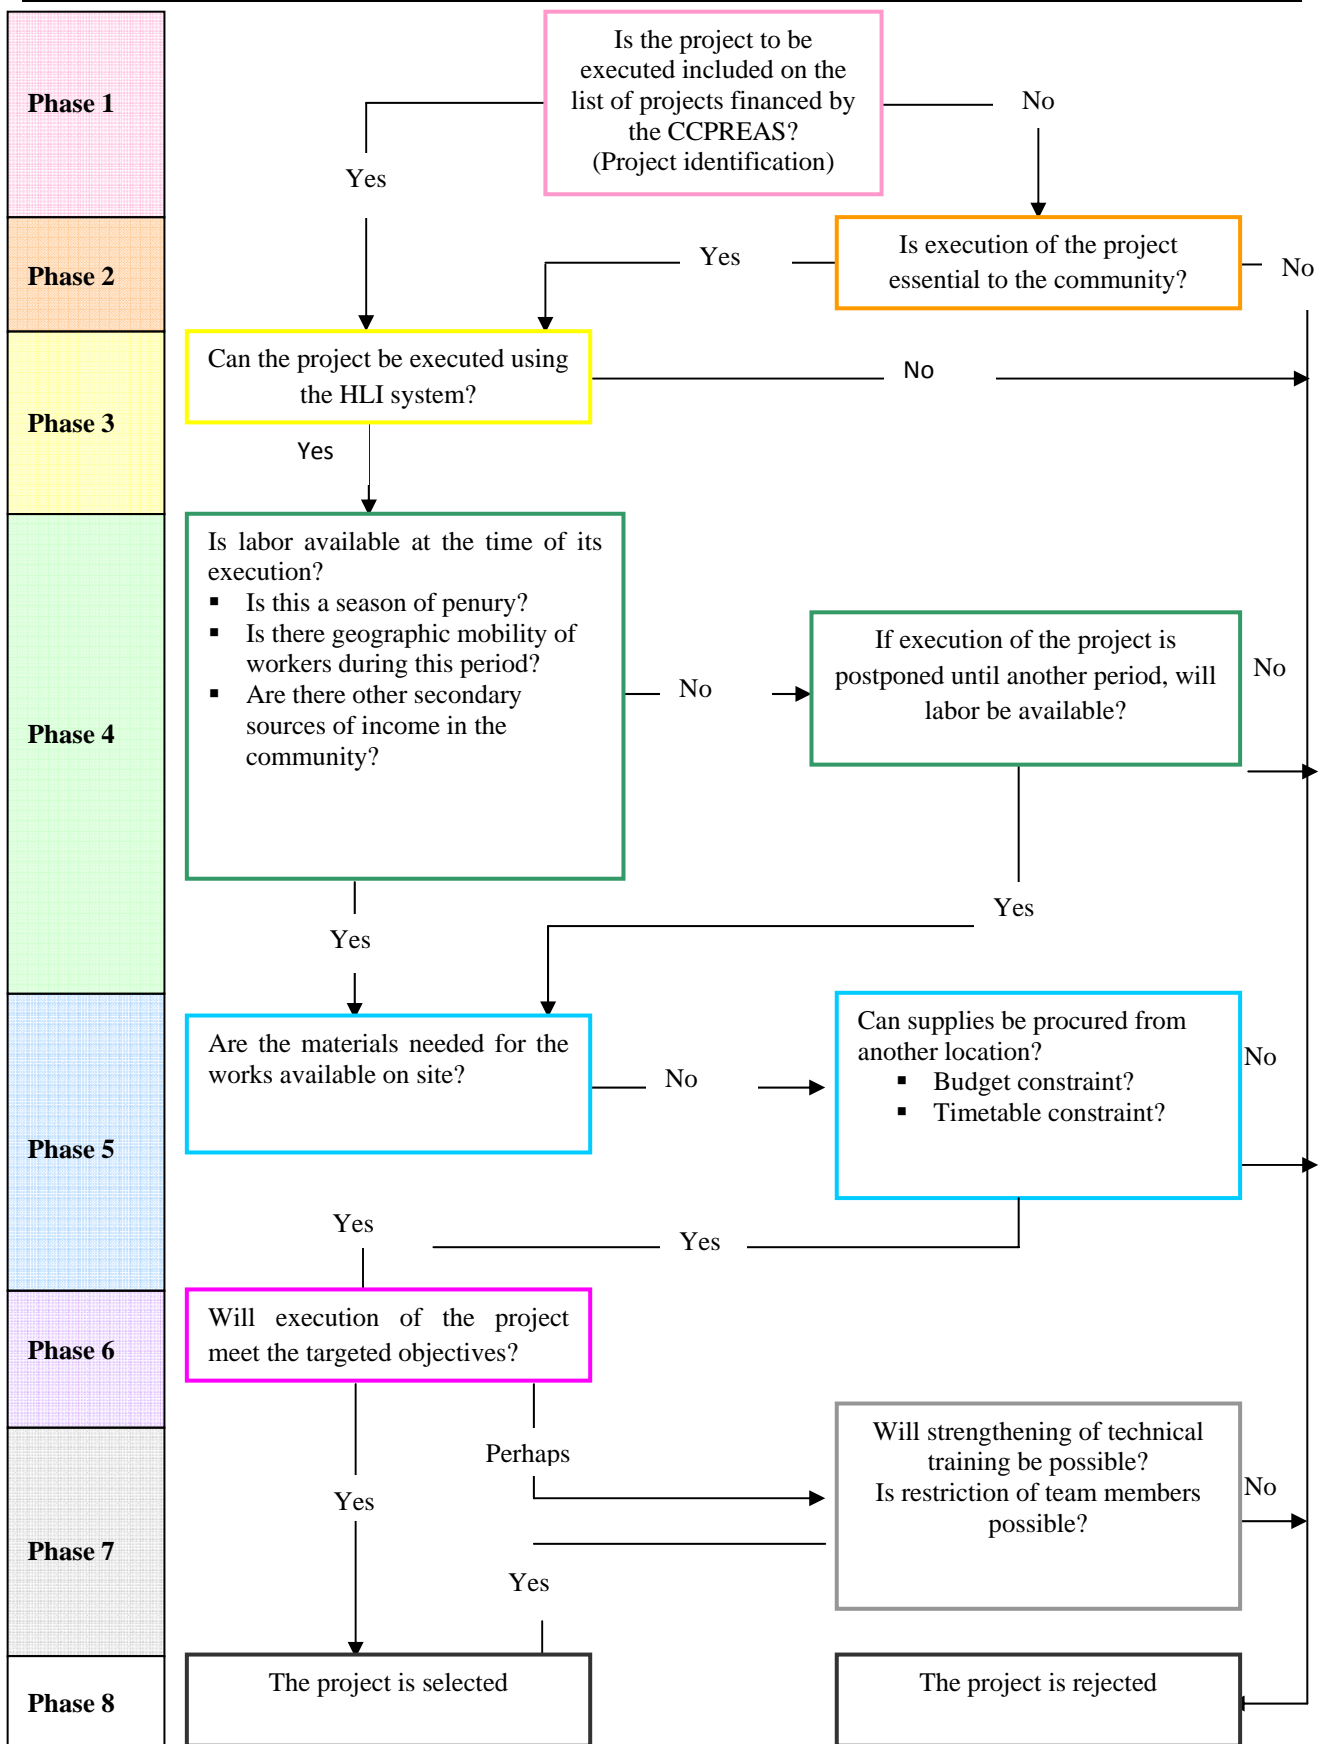 Phase 1
Is the project to be
executed included on the
list of projects financed by
the CCPREAS?
(Project identification)
No
Yes
Phase 2
Yes
Is execution of the project
essential to the community?
No
Phase 3
Can the project be executed using
the HLI system?
No
Yes
Phase 4
Is labor available at the time of its
execution?
▪ Is this a season of penury?
▪ Is there geographic mobility of
workers during this period?
▪ Are there other secondary
sources of income in the
community?
No
If execution of the project is
postponed until another period, will
labor be available?
No
Yes
Yes
Phase 5
Are the materials needed for the
works available on site?
No
Can supplies be procured from
another location?
▪ Budget constraint?
▪ Timetable constraint?
No
Yes
Yes
Phase 6
Will execution of the project
meet the targeted objectives?
Perhaps
Yes
Phase 7
Will strengthening of technical
training be possible?
Is restriction of team members
possible?
No
Yes
Phase 8
The project is selected
The project is rejected